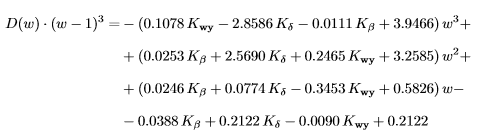 D(w) · (w − 1)³ = − (0.1078 K_wy − 2.8586 K_δ − 0.0111 K_β + 3.9466) w³+
+ (0.0253 K_β + 2.5690 K_δ + 0.2465 K_wy + 3.2585) w²+
+ (0.0246 K_β + 0.0774 K_δ − 0.3453 K_wy + 0.5826) w−
− 0.0388 K_β + 0.2122 K_δ − 0.0090 K_wy + 0.2122